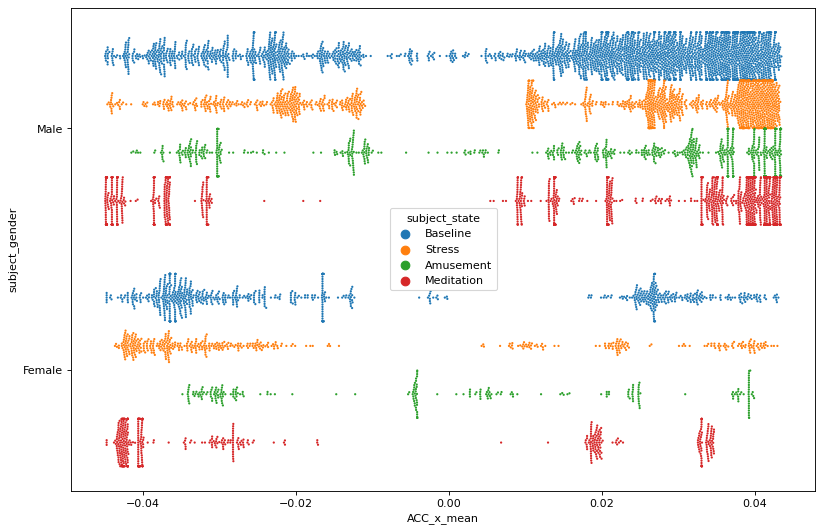 Male
Female
subject_gender
subject_state
Baseline
Stress
Amusement
Meditation
−0.04
−0.02
0.00
0.02
0.04
ACC_x_mean